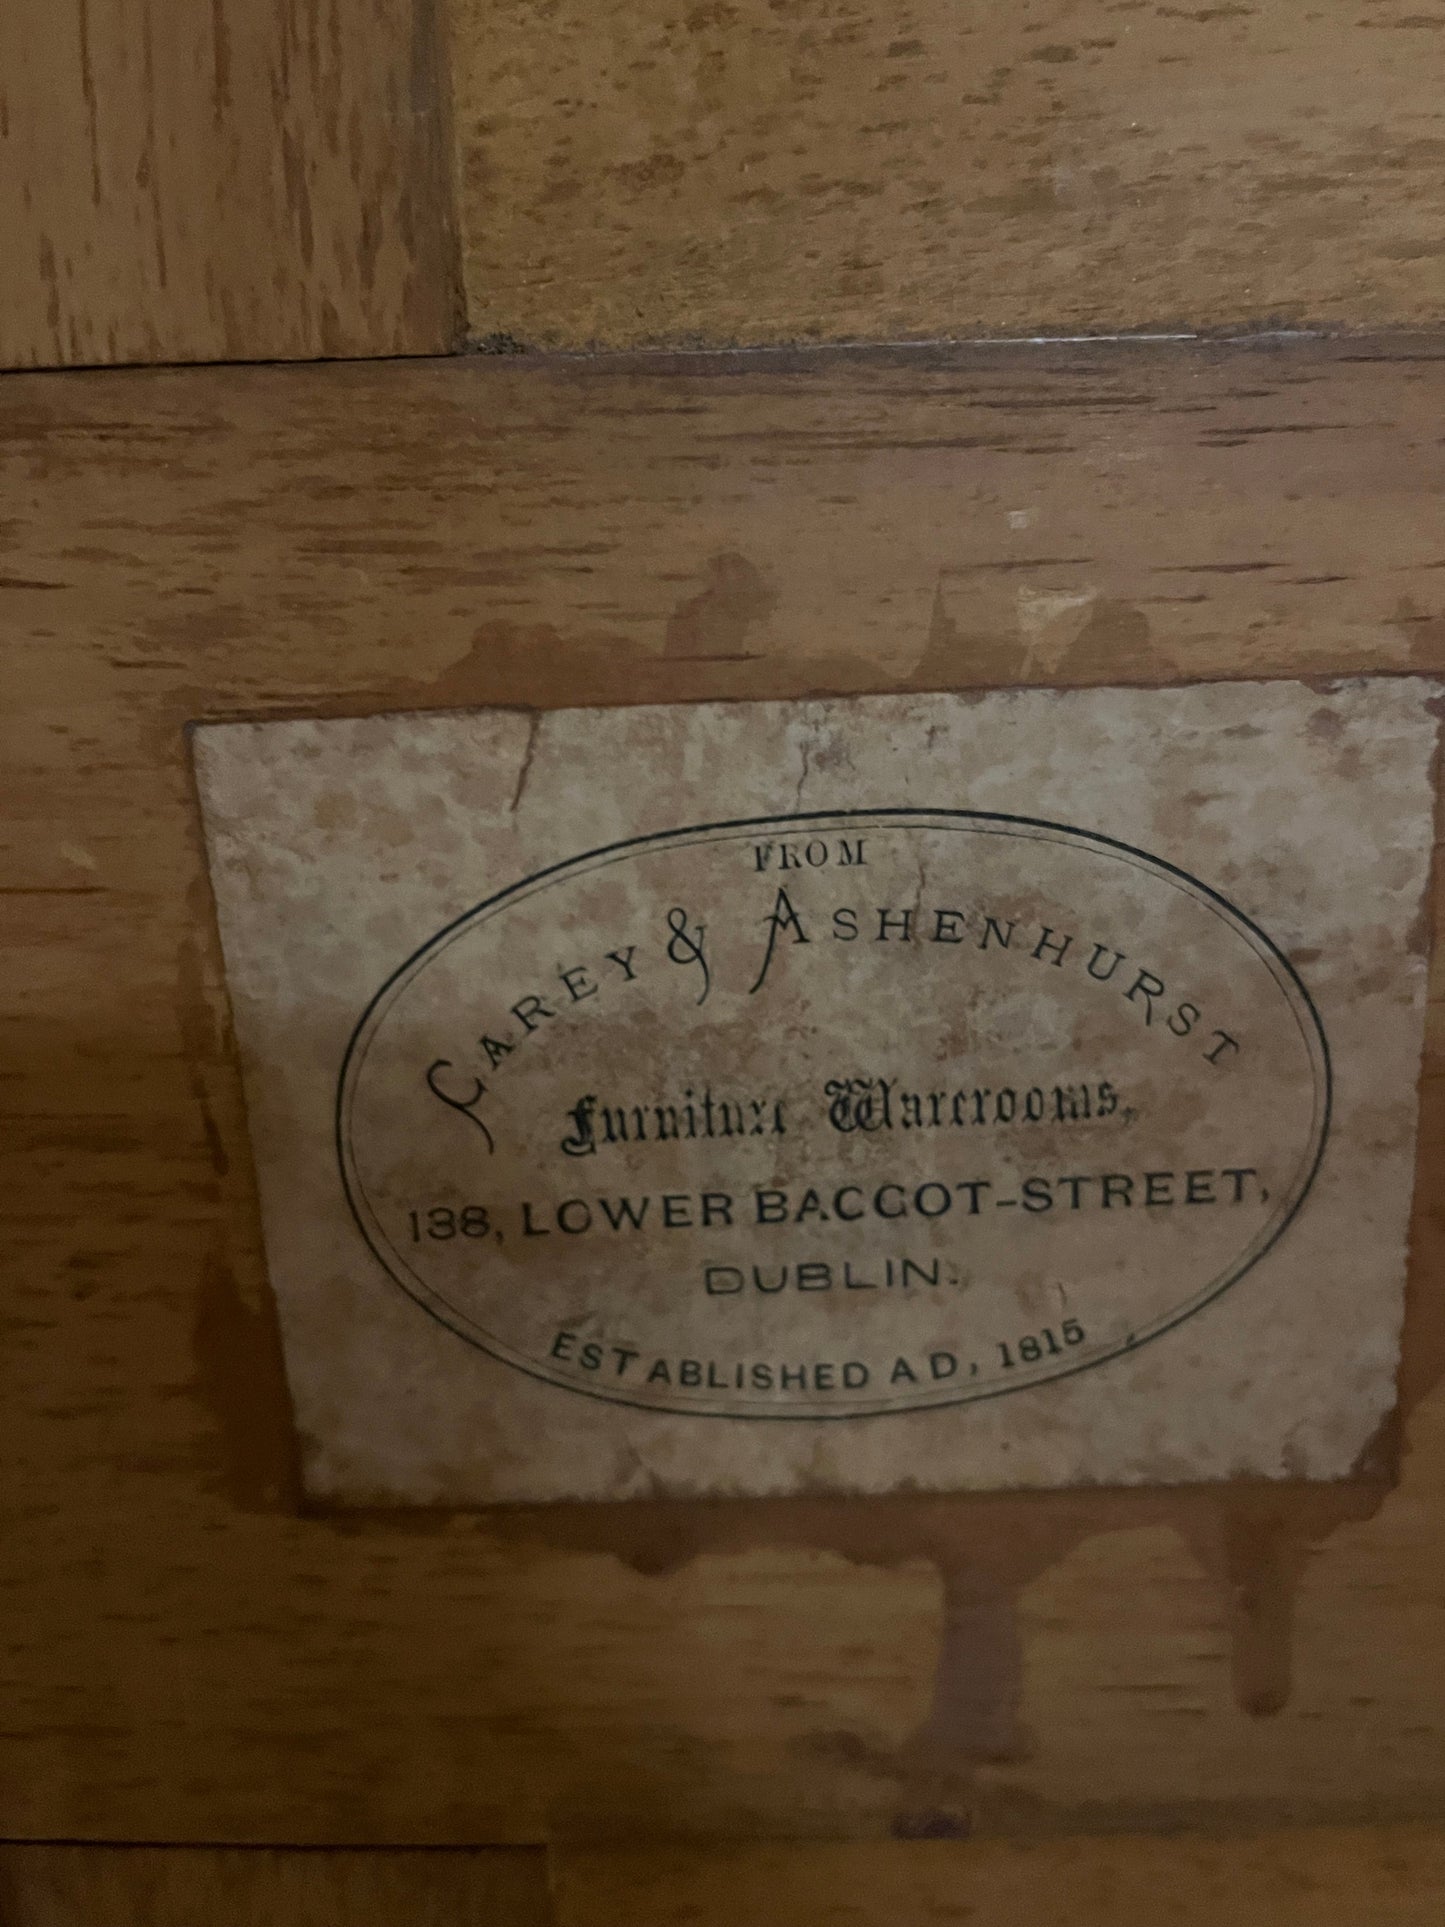 FROM
CAREY & ASHENHURST
Furniture Warerooms,
138, LOWER BAGGOT-STREET,
DUBLIN.
ESTABLISHED A D, 1815